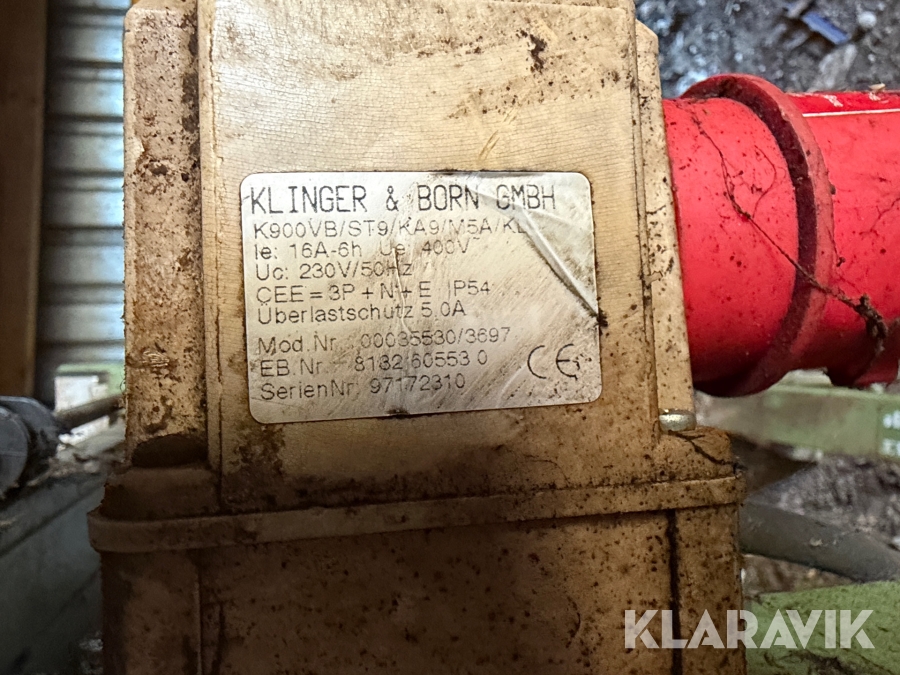 KLINGER & BORN GMBH
K900VB/ST9/KA9/M5A/KL
Ie: 16A-6h Ue: 400V~
Uc: 230V/50Hz
CEE = 3P + N + E IP54
Überlastschutz 5,0A
Mod.Nr. 00035530/3697
EB.Nr. 8182 60553 0
SerienNr 97172310
CE
KLARAVIK